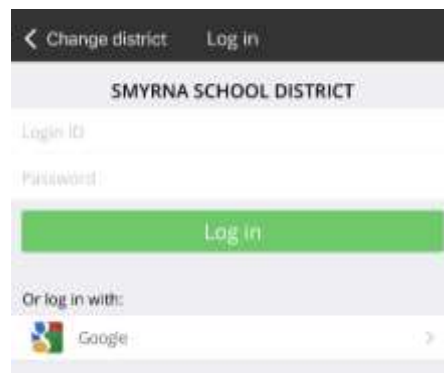 Change district Log in
SMYRNA SCHOOL DISTRICT
Login ID
Password
Log in
Or log in with:
Google